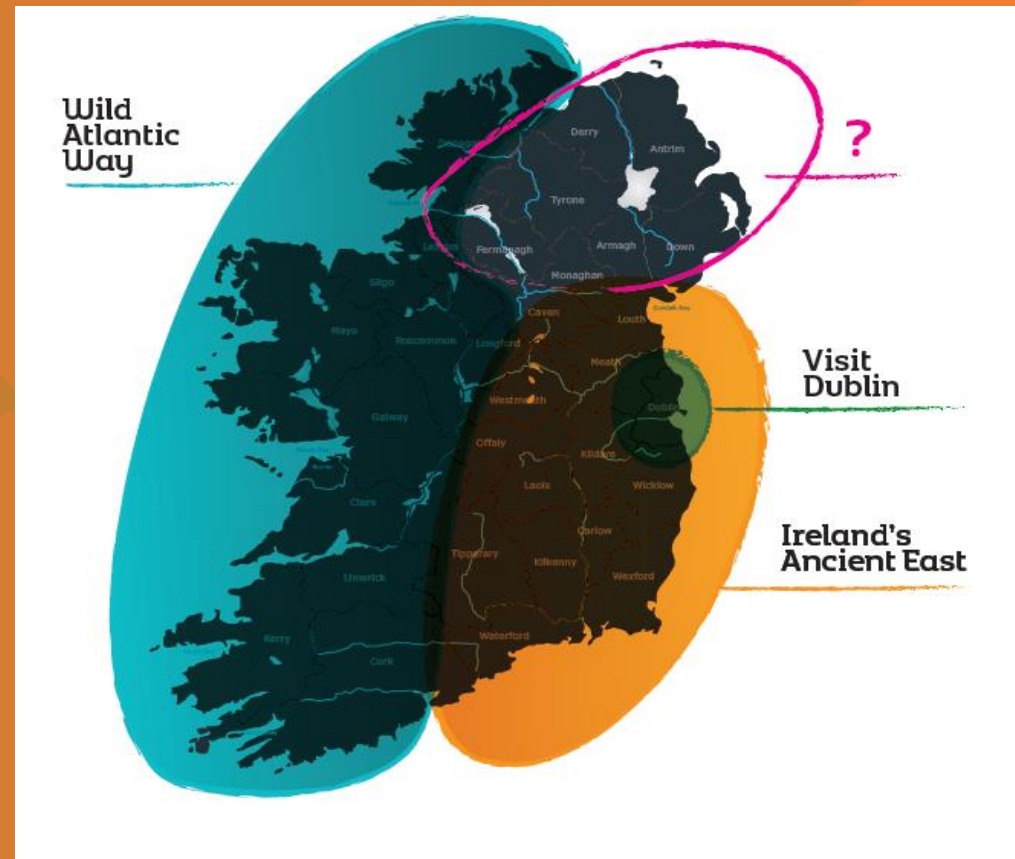 Wild
Atlantic
Way
?
Visit
Dublin
Ireland's
Ancient East
Derry
Antrim
Tyrone
Fermanagh
Armagh
Down
Monaghan
Leitrim
Sligo
Cavan
Louth
Mayo
Roscommon
Longford
Meath
Westmeath
Dublin
Galway
Offaly
Kildare
Laois
Wicklow
Clare
Carlow
Tipperary
Kilkenny
Limerick
Wexford
Kerry
Waterford
Cork